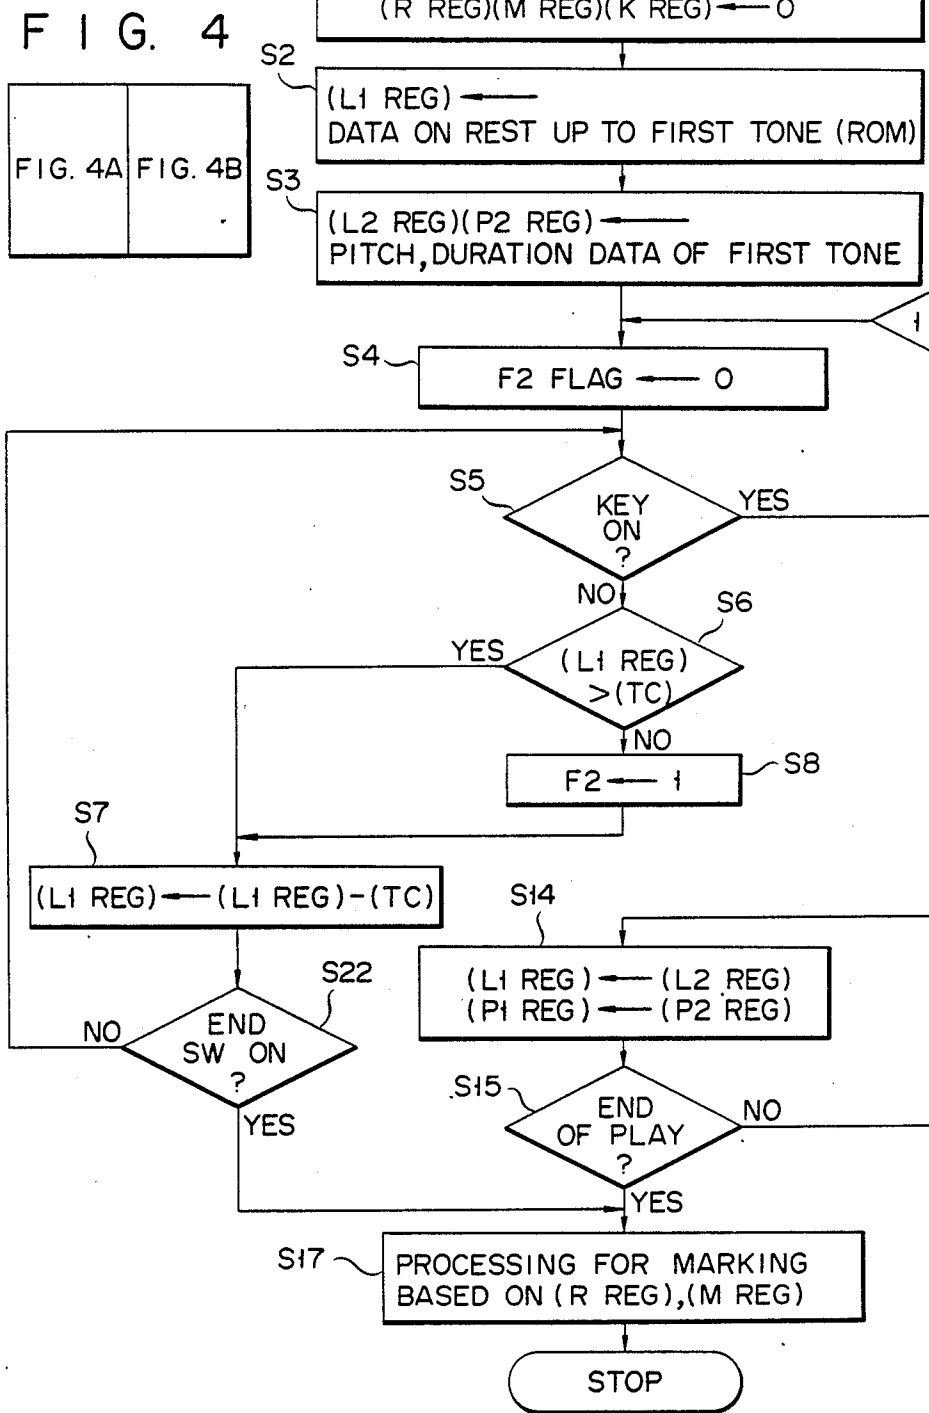 FIG. 4
(R REG)(M REG)(K REG) ← 0
S2
(L1 REG) ←
DATA ON REST UP TO FIRST TONE (ROM)
FIG. 4A FIG. 4B
S3
(L2 REG)(P2 REG) ←
PITCH, DURATION DATA OF FIRST TONE
1
S4
F2 FLAG ← 0
S5
KEY
ON
?
YES
NO
S6
YES
(L1 REG)
>(TC)
NO
F2 ← 1
S8
S7
(L1 REG) ← (L1 REG)-(TC)
S14
(L1 REG) ← (L2 REG)
(P1 REG) ← (P2 REG)
S22
NO
END
SW ON
?
YES
S15
END
OF PLAY
?
NO
YES
S17
PROCESSING FOR MARKING
BASED ON (R REG),(M REG)
STOP